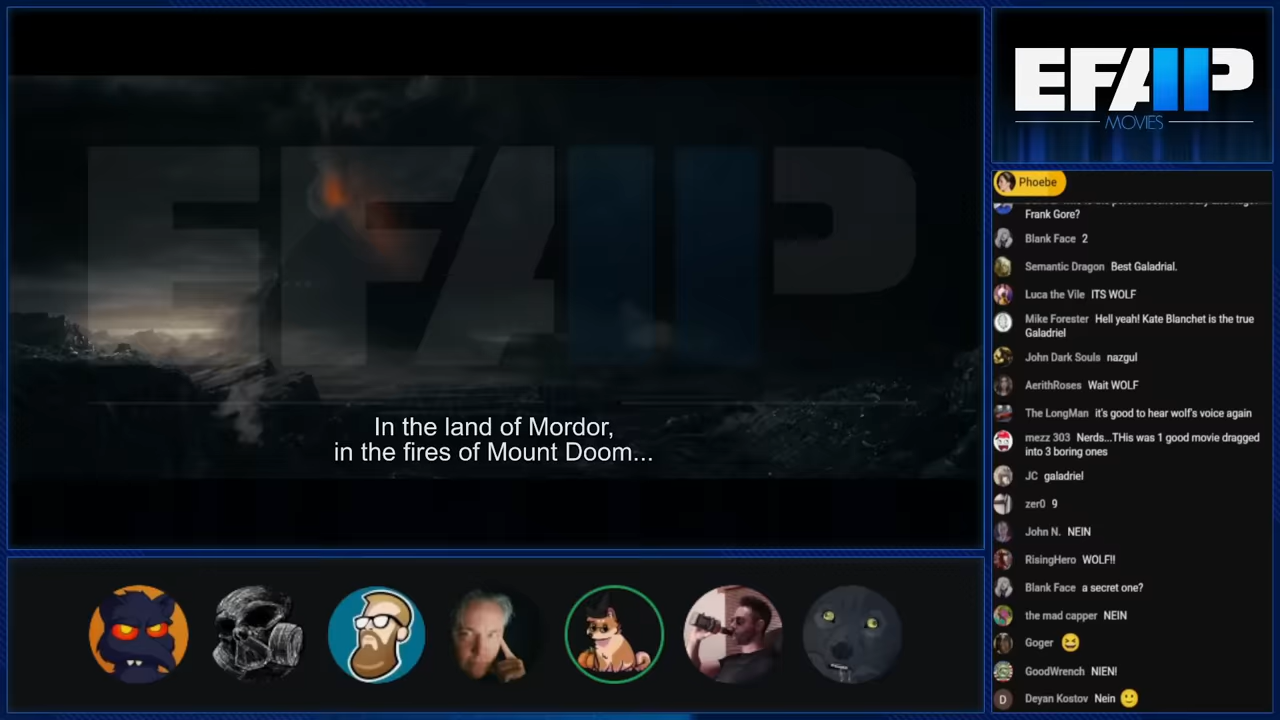 EFAP
In the land of Mordor,
in the fires of Mount Doom...
EFAP
MOVIES
Phoebe
Frank Gore?
Blank Face 2
Semantic Dragon Best Galadrial.
Luca the Vile ITS WOLF
Mike Forester Hell yeah! Kate Blanchet is the true
Galadriel
John Dark Souls nazgul
AerithRoses Wait WOLF
The LongMan it's good to hear wolf's voice again
mezz 303 Nerds...THis was 1 good movie dragged
into 3 boring ones
JC galadriel
zer0 9
John N. NEIN
RisingHero WOLF!!
Blank Face a secret one?
the mad capper NEIN
Goger 😆
GoodWrench NIEN!
D
Deyan Kostov Nein 🙂